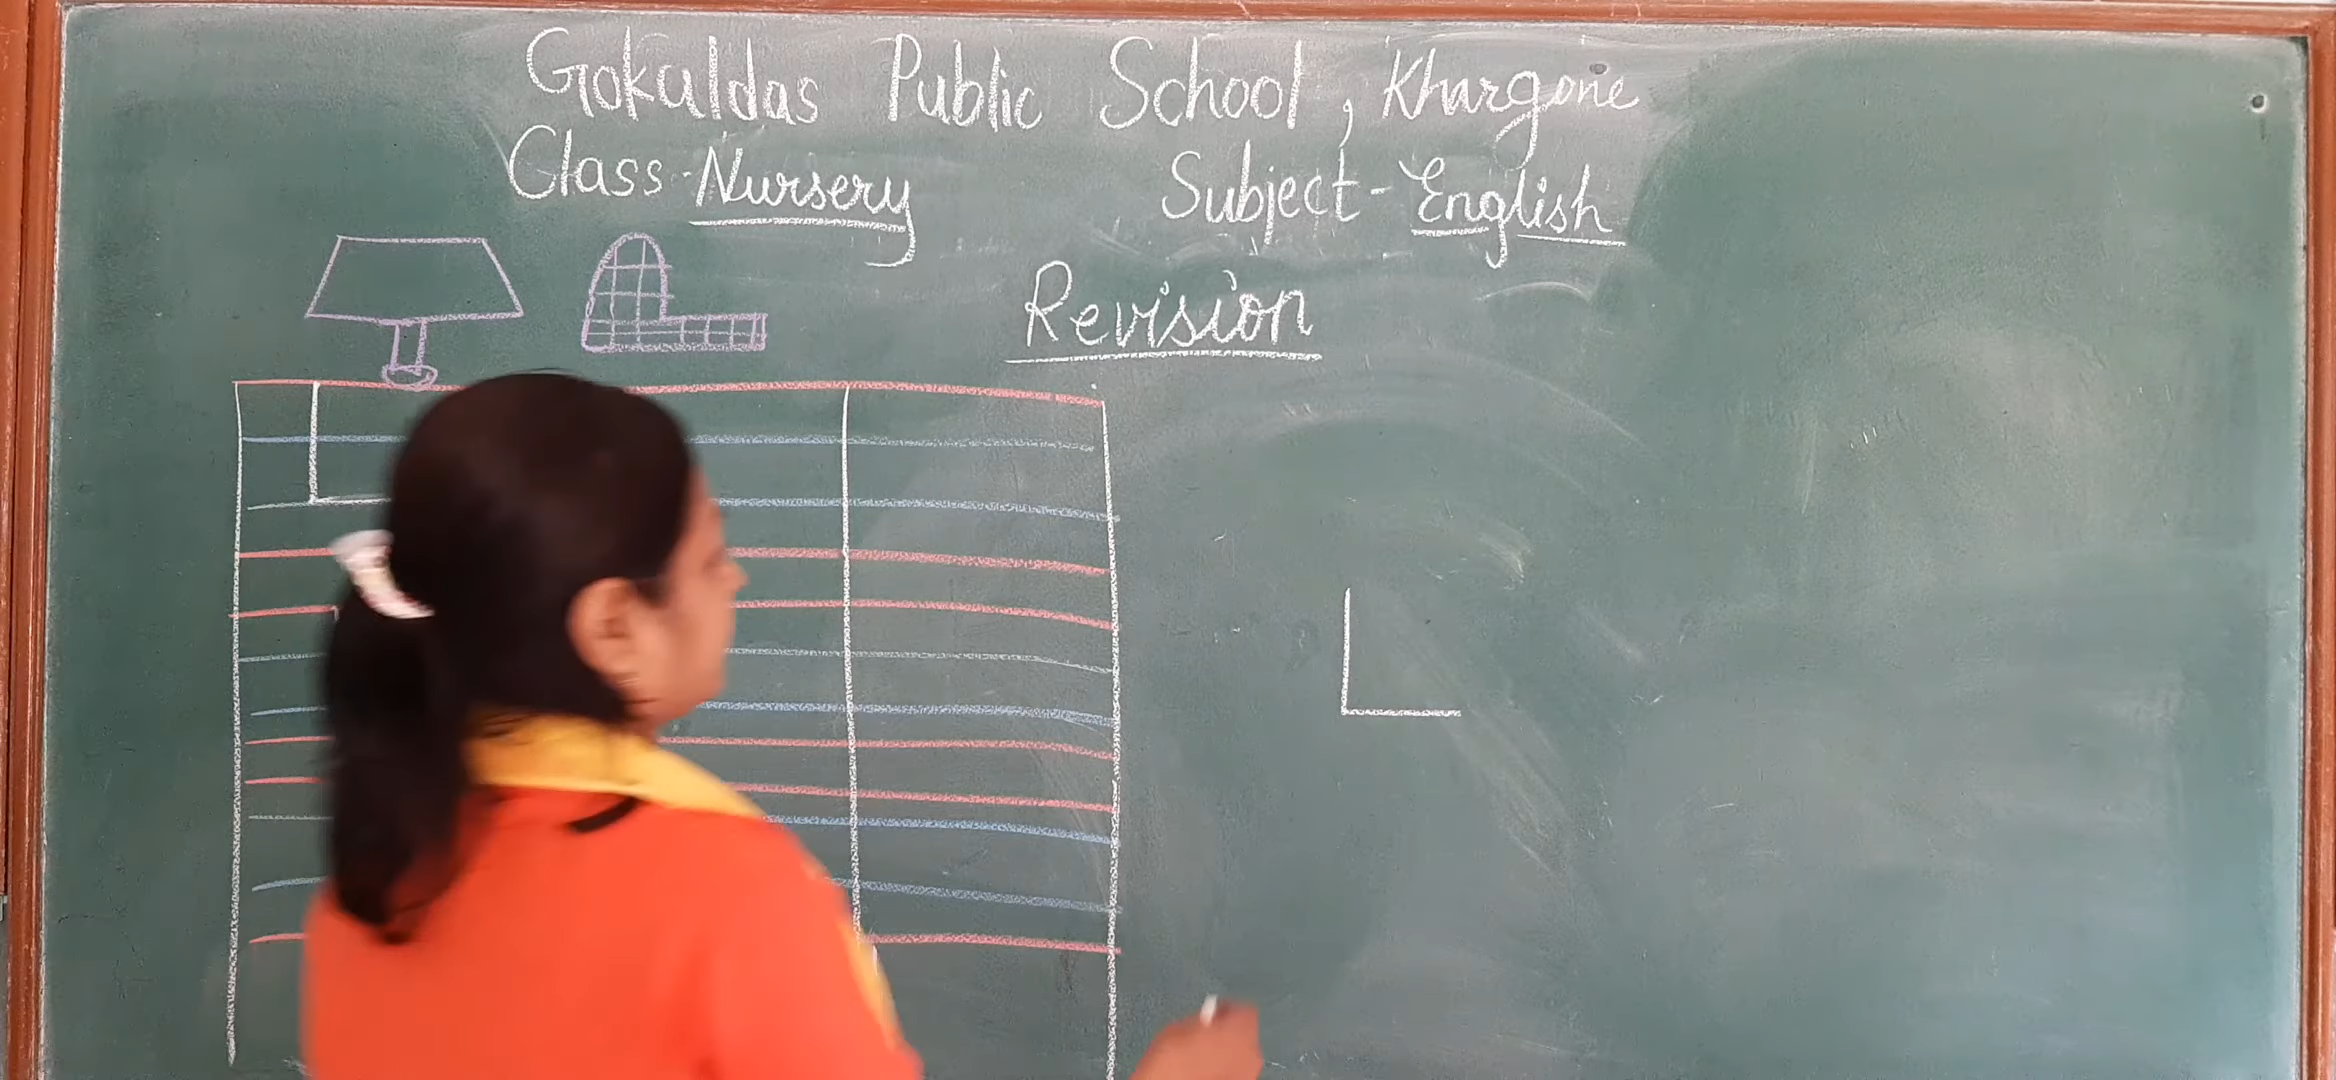 Gokuldas Public School, Khargone
Class-Nursery Subject-English
Revision
L
L